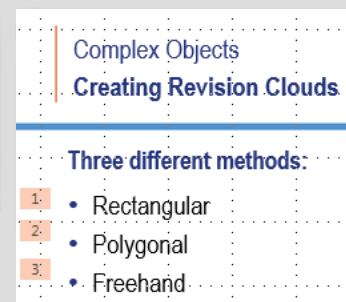 Complex Objects
Creating Revision Clouds
Three different methods:
1
• Rectangular
2
• Polygonal
3
• Freehand